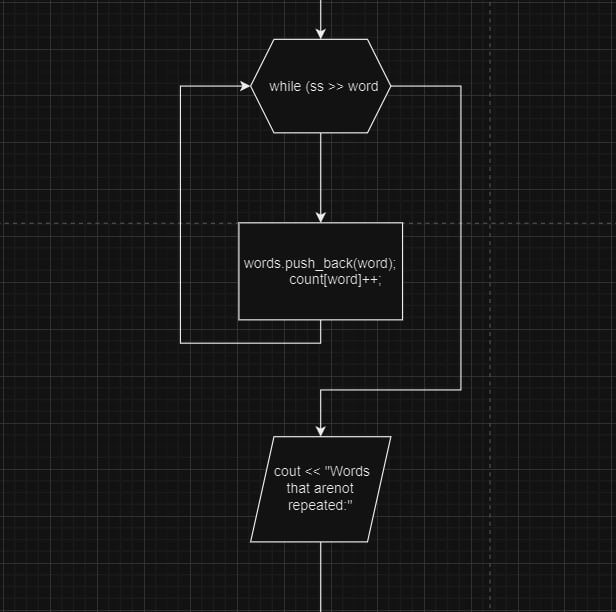 while (ss >> word
words.push_back(word);
count[word]++;
cout << "Words
that arenot
repeated:"